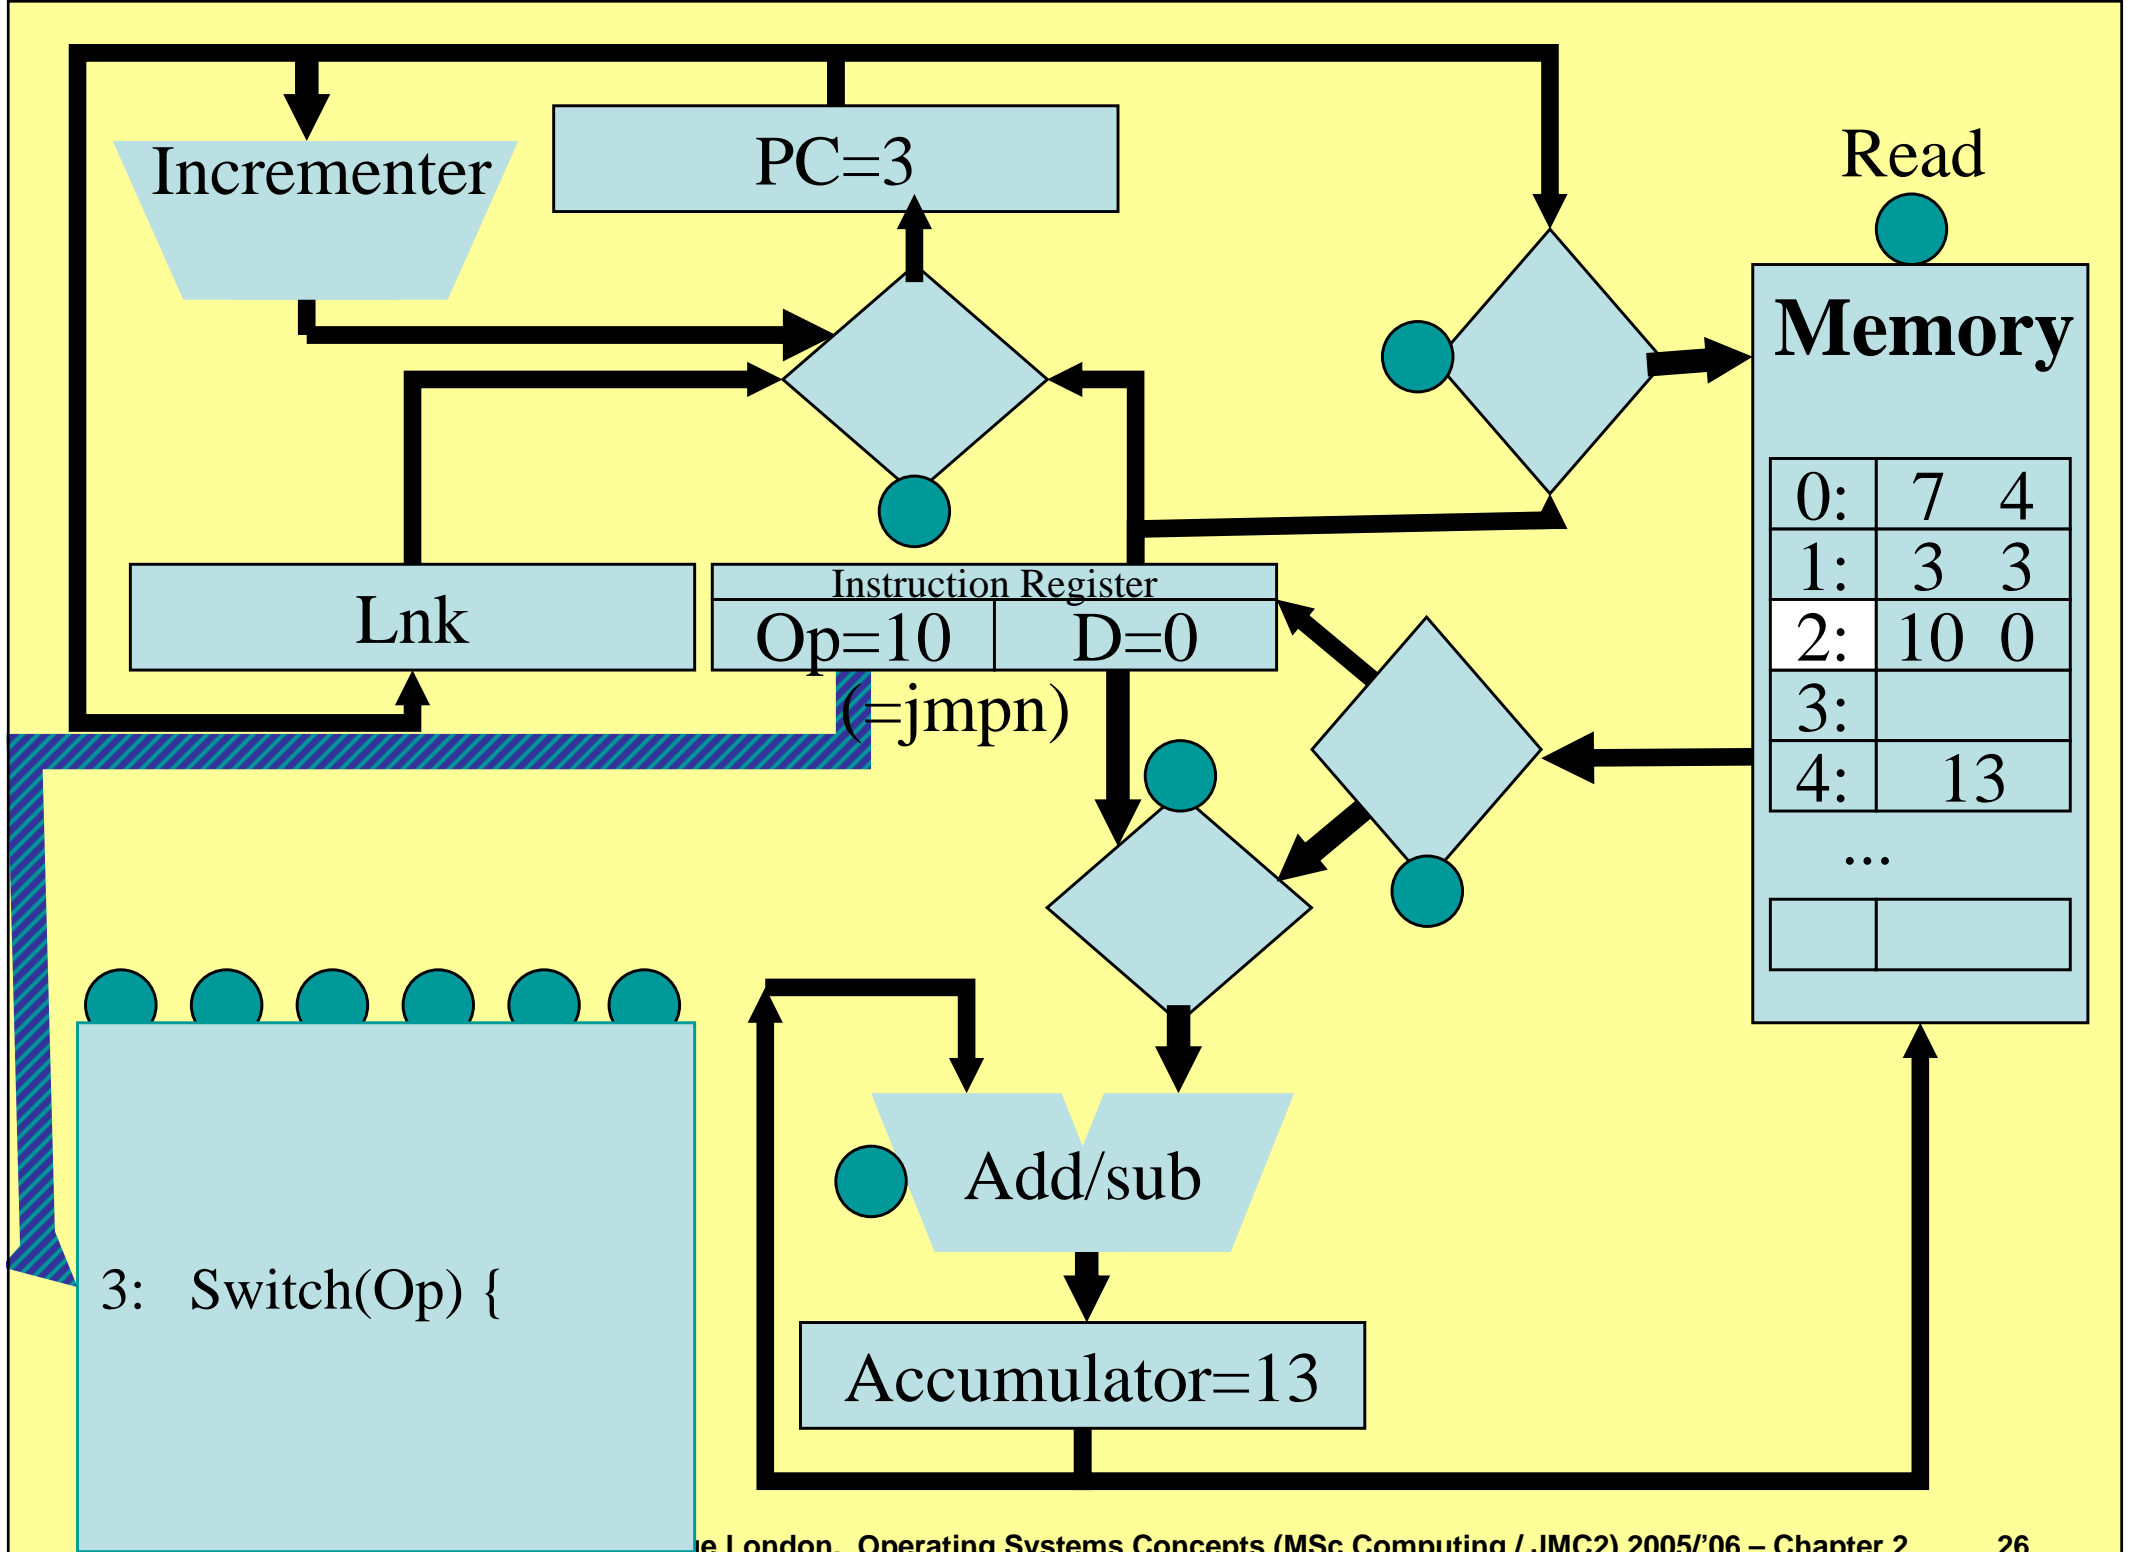 Incrementer
PC=3
Read
Memory
0: 7 4
1: 3 3
2: 10 0
3:
4: 13
...
Lnk
Instruction Register
Op=10 D=0
(=jmpn)
Add/sub
3: Switch(Op) {
Accumulator=13
London. Operating Systems Concepts (MSc Computing / JMC2) 2005/'06 – Chapter 2 26